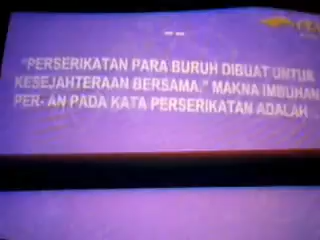 "PERSERIKATAN PARA BURUH DIBUAT UNTUK
KESEJAHTERAAN BERSAMA." MAKNA IMBUHAN
PER- AN PADA KATA PERSERIKATAN ADALAH